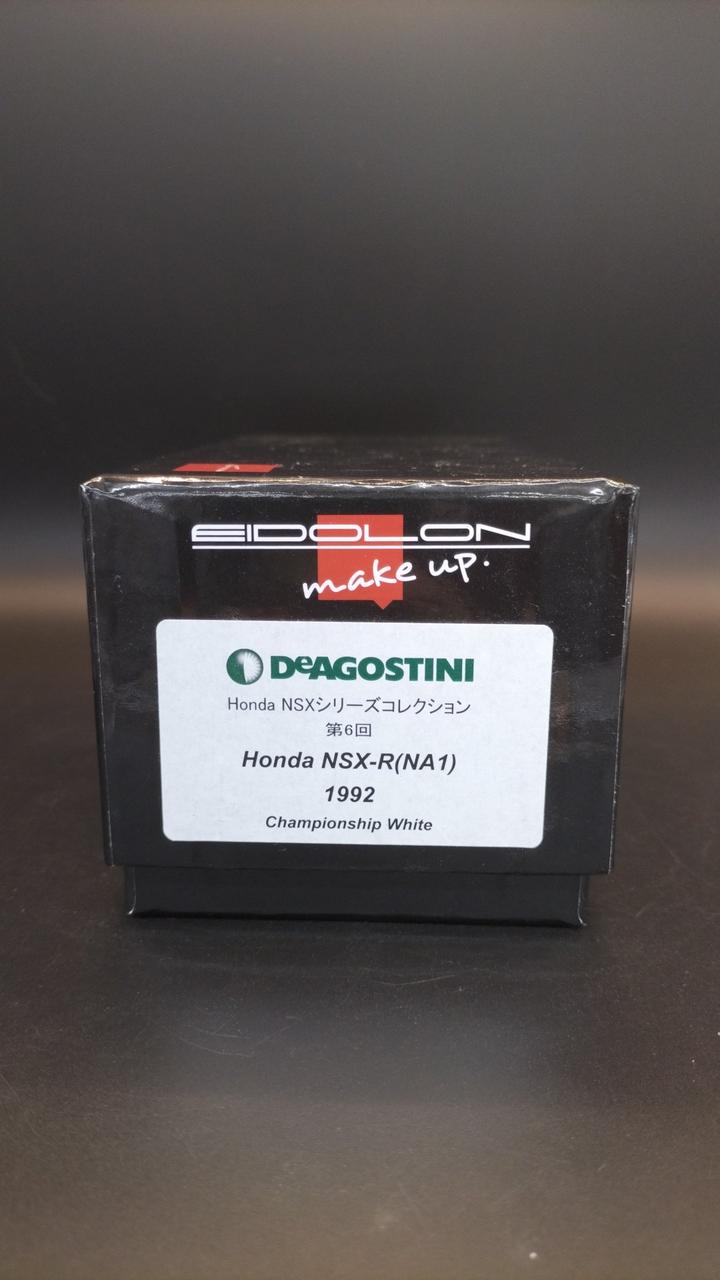 EIDOLON
make up.
DeAGOSTINI
Honda NSXシリーズコレクション
第6回
Honda NSX-R(NA1)
1992
Championship White